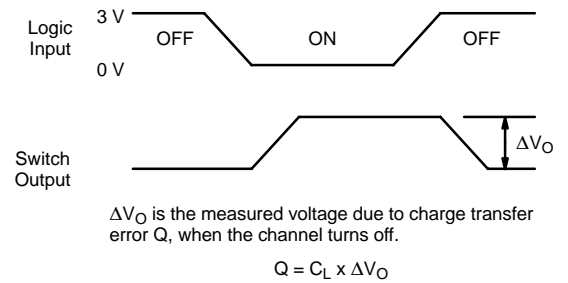 3 V
Logic
Input
OFF
ON
OFF
0 V
Switch
Output
ΔVO
ΔVO is the measured voltage due to charge transfer
error Q, when the channel turns off.
Q = CL x ΔVO